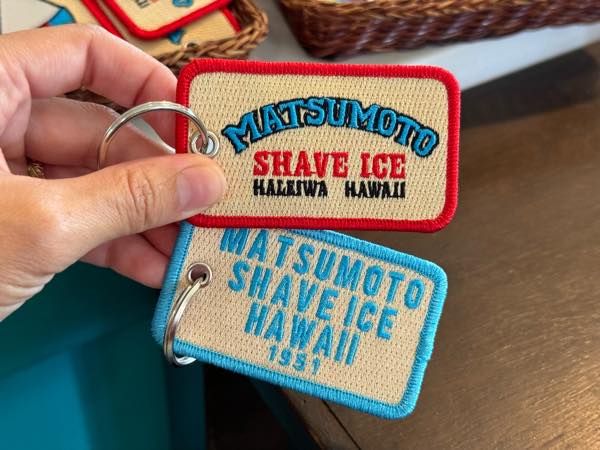 MATSUMOTO
SHAVE ICE
HALEIWA HAWAII
MATSUMOTO
SHAVE ICE
HAWAII
1951